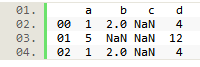 01.    a    b    c   d
02. 00 1  2.0  NaN   4
03. 01 5  NaN  NaN  12
04. 02 1  2.0  NaN   4